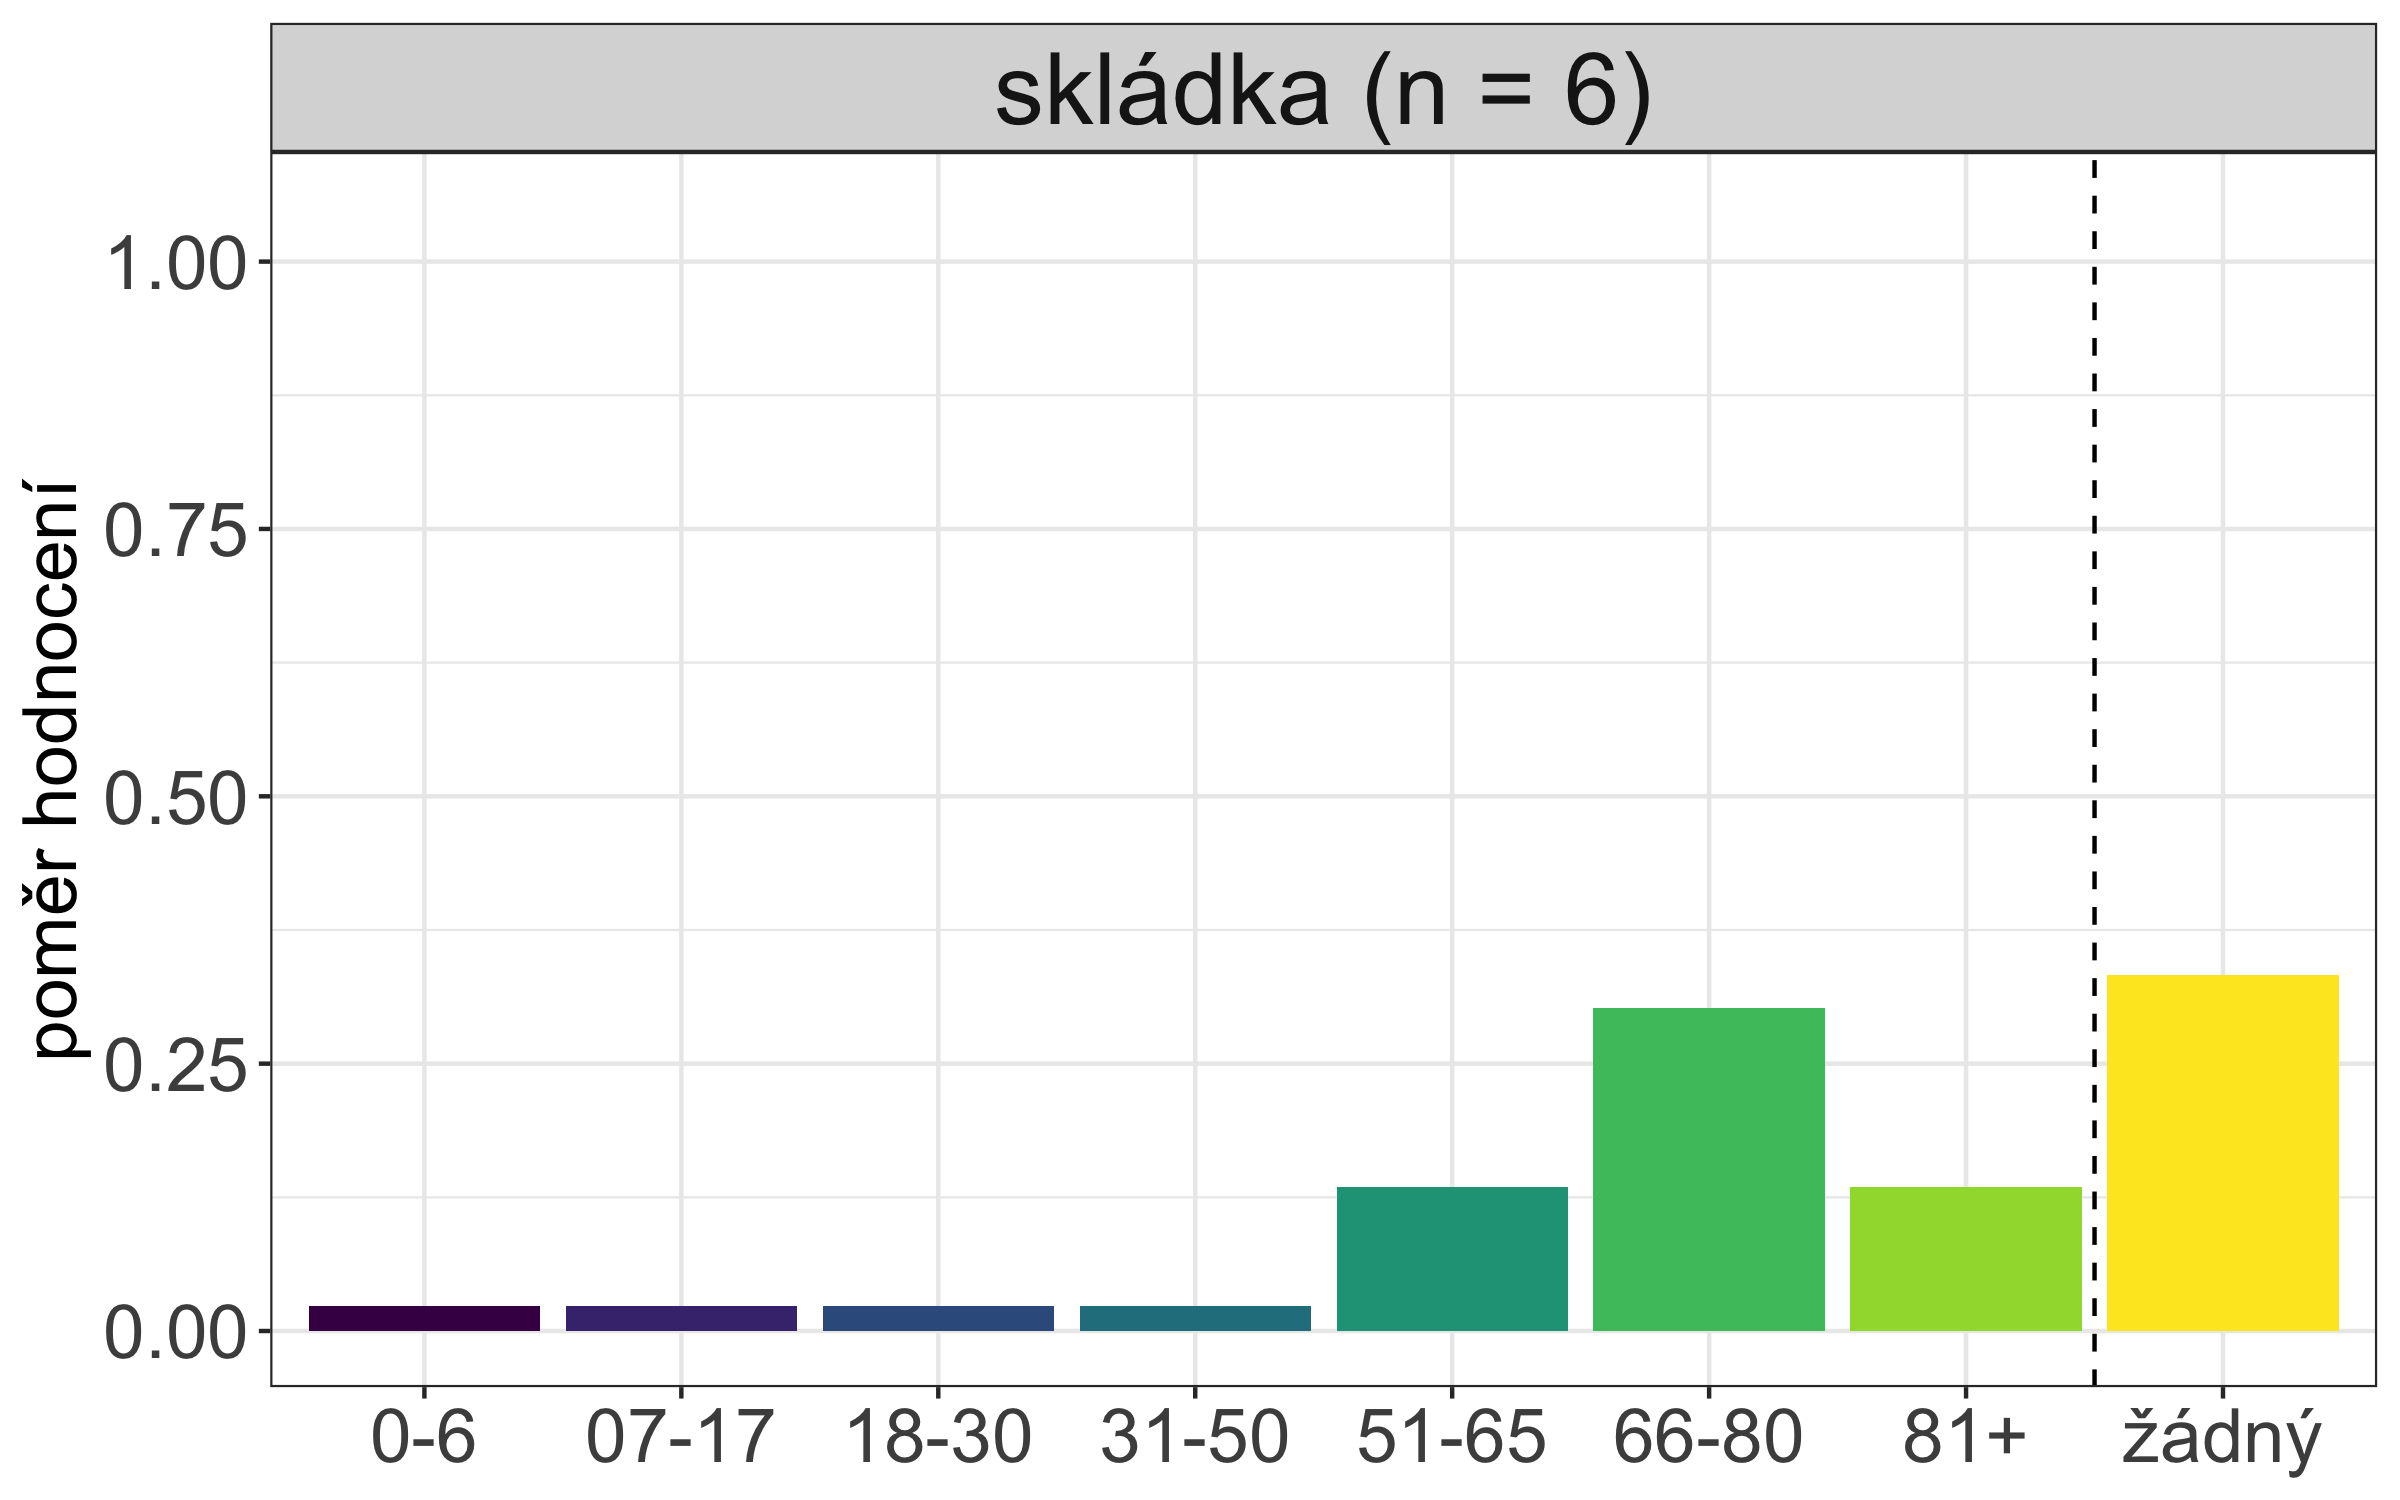 skládka (n = 6)
poměr hodnocení
1.00
0.75
0.50
0.25
0.00
0-6 07-17 18-30 31-50 51-65 66-80 81+ žádný